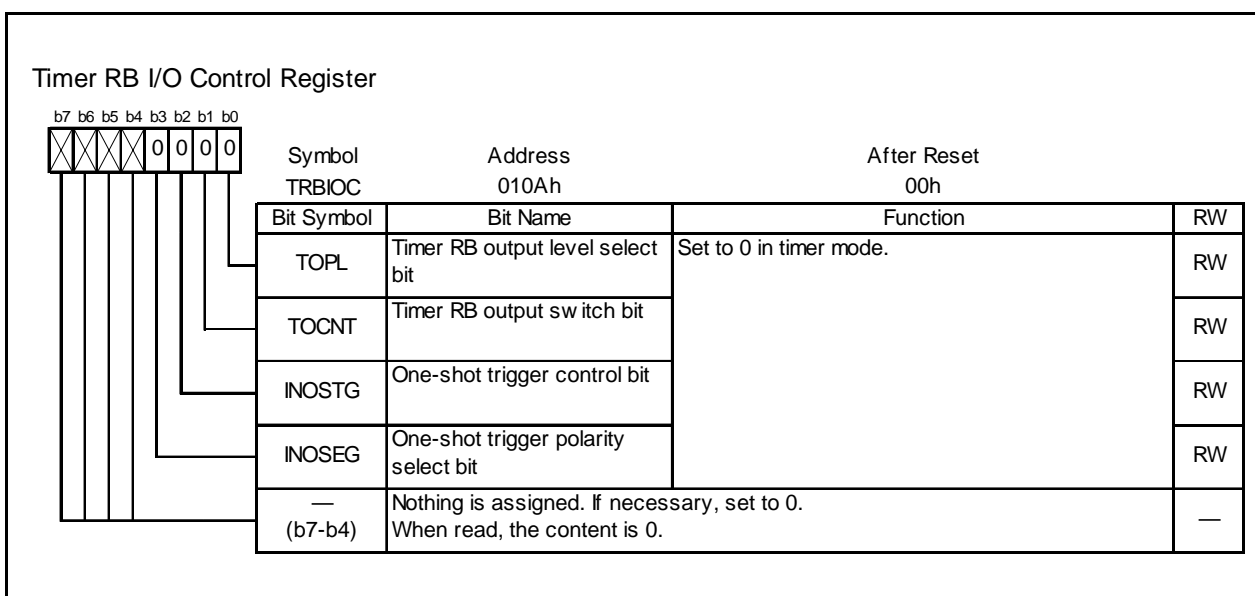 Timer RB I/O Control Register
b7 b6 b5 b4 b3 b2 b1 b0
0 0 0 0
Symbol Address After Reset
TRBIOC 010Ah 00h
Bit Symbol Bit Name Function RW
TOPL Timer RB output level select bit Set to 0 in timer mode. RW
TOCNT Timer RB output switch bit RW
INOSTG One-shot trigger control bit RW
INOSEG One-shot trigger polarity select bit RW
— (b7-b4) Nothing is assigned. If necessary, set to 0. —
When read, the content is 0.